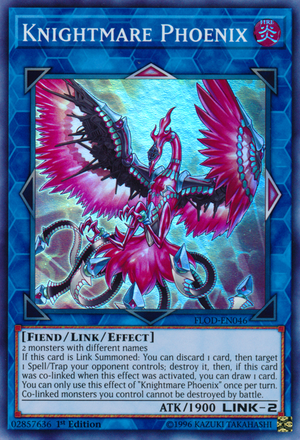 Knightmare Phoenix
FIRE
炎
FLOD-EN046
[Fiend/Link/Effect]
2 monsters with different names
If this card is Link Summoned: You can discard 1 card, then target
1 Spell/Trap your opponent controls; destroy it, then, if this card
was co-linked when this effect was activated, you can draw 1 card.
You can only use this effect of "Knightmare Phoenix" once per turn.
Co-linked monsters you control cannot be destroyed by battle.
ATK/1900 LINK-2
02857636 1st Edition ©1996 KAZUKI TAKAHASHI